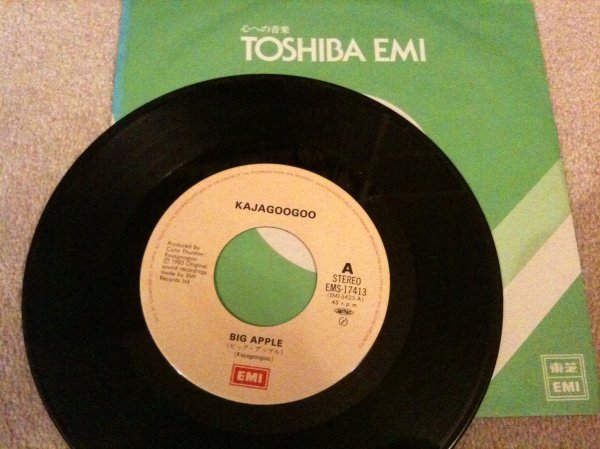 心への音楽
TOSHIBA EMI
KAJAGOOGOO
Produced by
Colin Thurston/
Kajagoogoo
℗ 1983 Original
sound recordings
made by EMI
Records Ltd.
A
STEREO
EMS-17413
(EMI 5423.A)
45 r.p.m.
BIG APPLE
(ビッグ・アップル)
(Kajagoogoo)
EMI
東芝
EMI